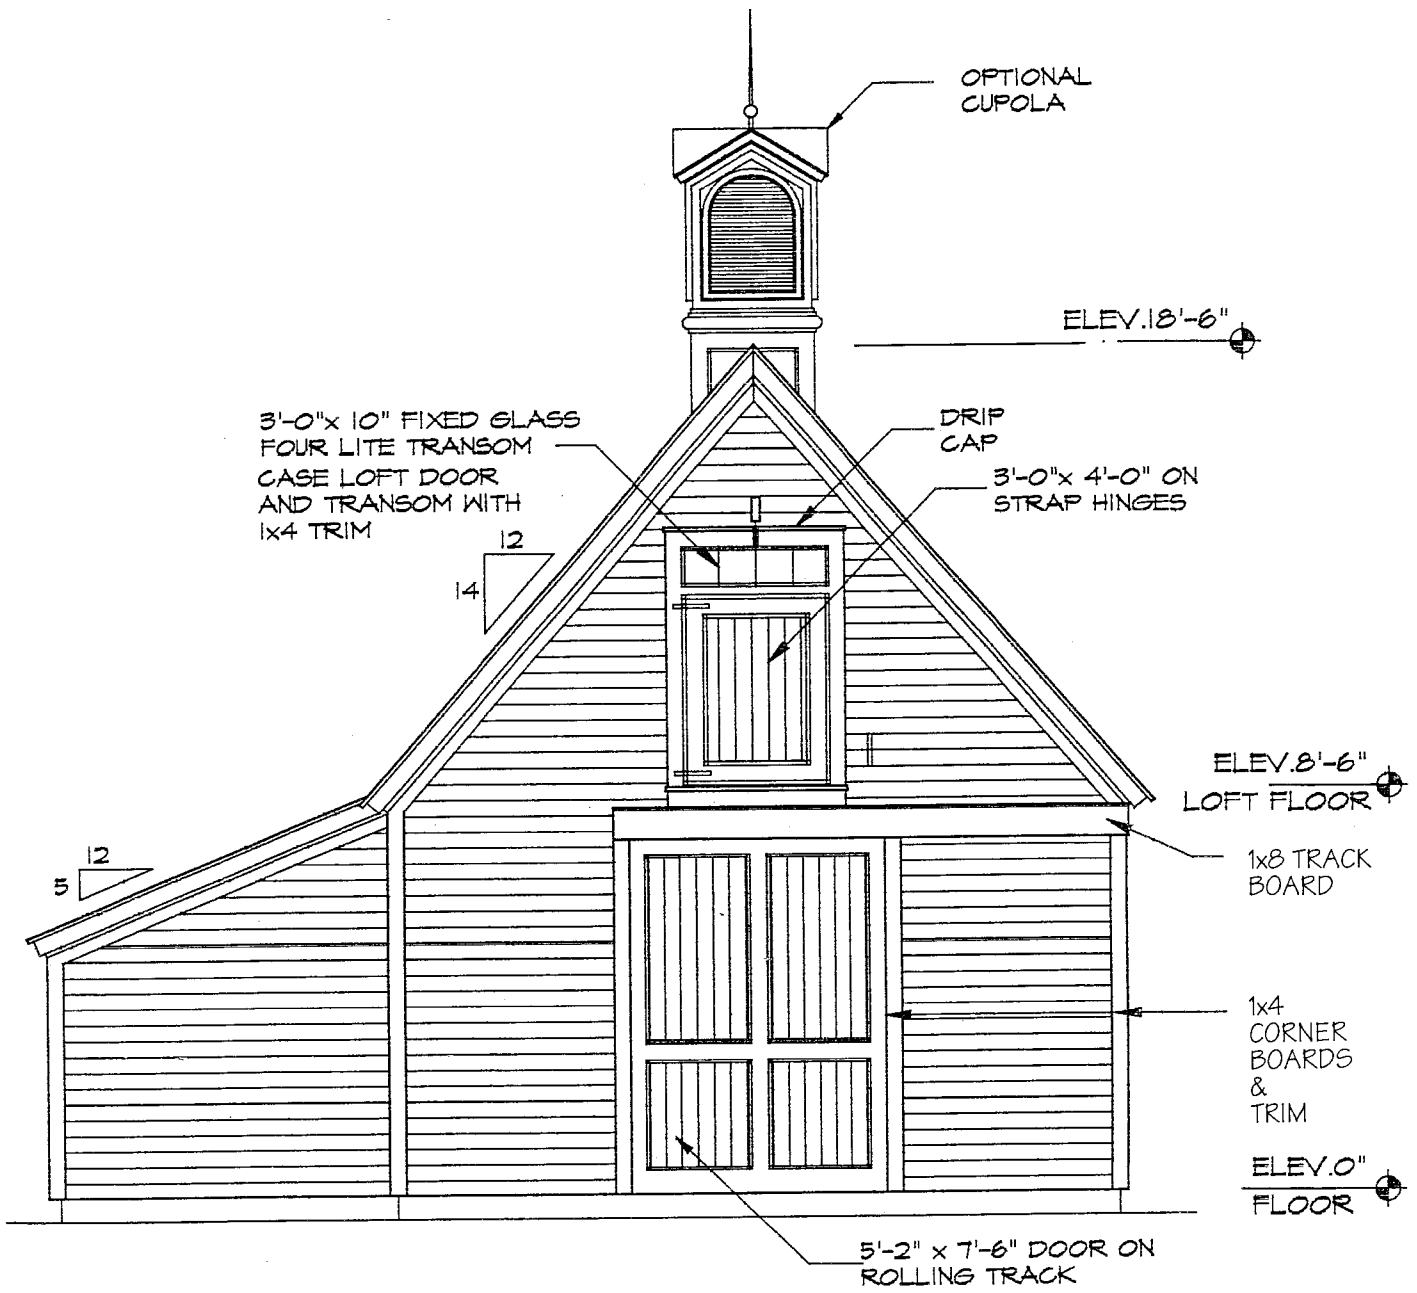 OPTIONAL
CUPOLA
ELEV.18'-6"
3'-0"x 10" FIXED GLASS
FOUR LITE TRANSOM
CASE LOFT DOOR
AND TRANSOM WITH
1x4 TRIM
DRIP
CAP
3'-0"x 4'-0" ON
STRAP HINGES
12
14
ELEV.8'-6"
LOFT FLOOR
12
5
1x8 TRACK
BOARD
1x4
CORNER
BOARDS
&
TRIM
ELEV.0"
FLOOR
5'-2" x 7'-6" DOOR ON
ROLLING TRACK